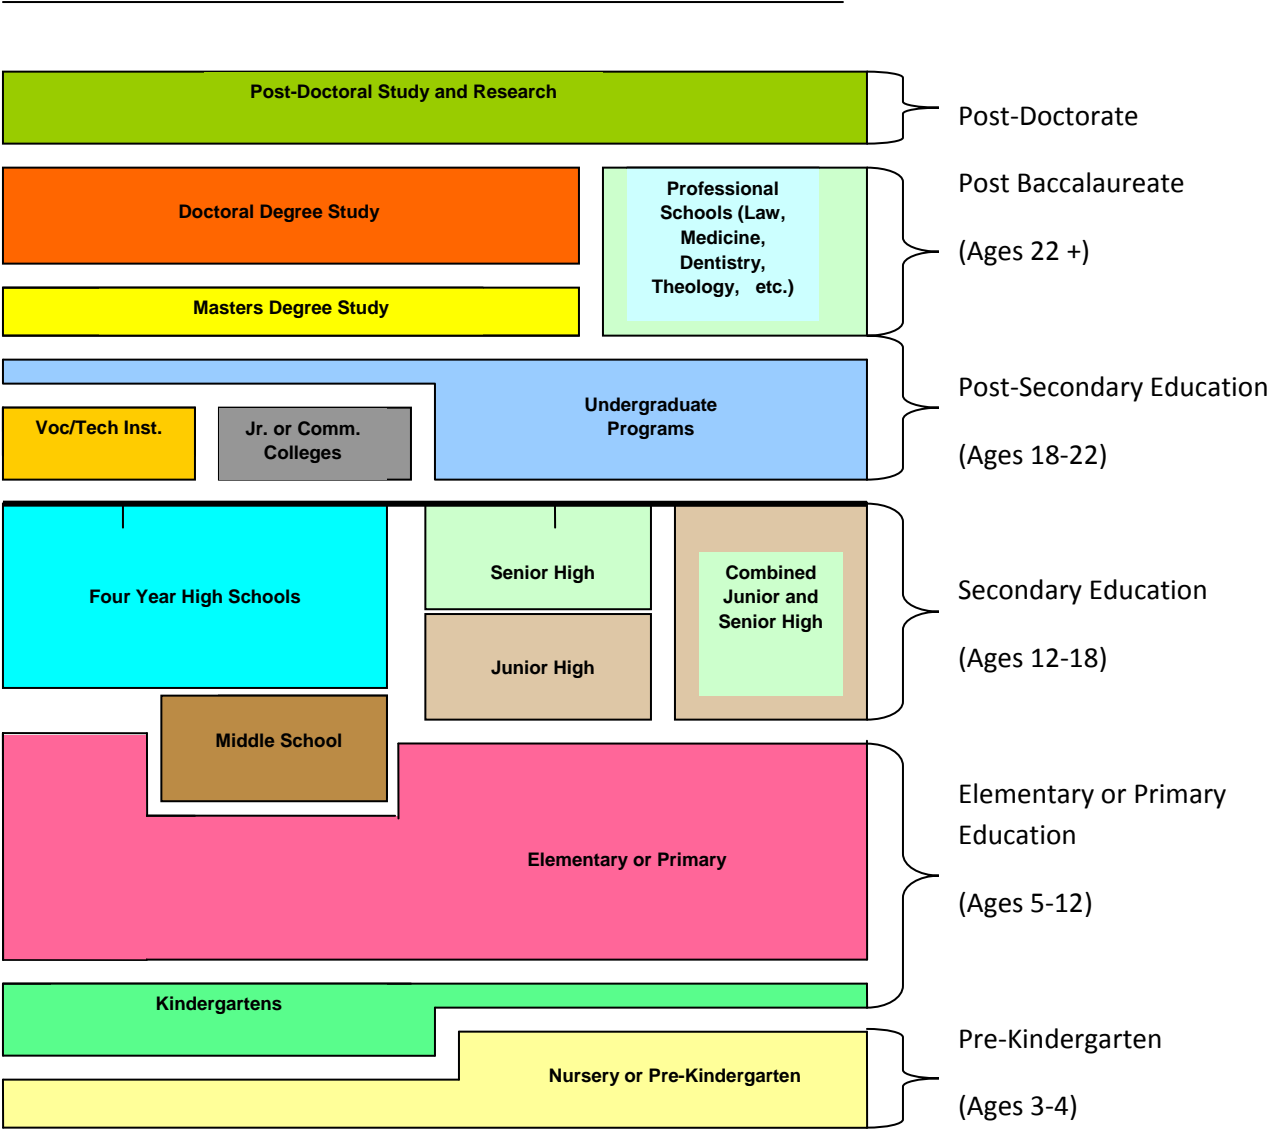 Post-Doctoral Study and Research
Post-Doctorate
Doctoral Degree Study
Professional
Schools (Law,
Medicine,
Dentistry,
Theology, etc.)
Post Baccalaureate
(Ages 22 +)
Masters Degree Study
Undergraduate
Programs
Post-Secondary Education
(Ages 18-22)
Voc/Tech Inst.
Jr. or Comm.
Colleges
Four Year High Schools
Senior High
Junior High
Combined
Junior and
Senior High
Secondary Education
(Ages 12-18)
Middle School
Elementary or Primary
Elementary or Primary
Education
(Ages 5-12)
Kindergartens
Nursery or Pre-Kindergarten
Pre-Kindergarten
(Ages 3-4)